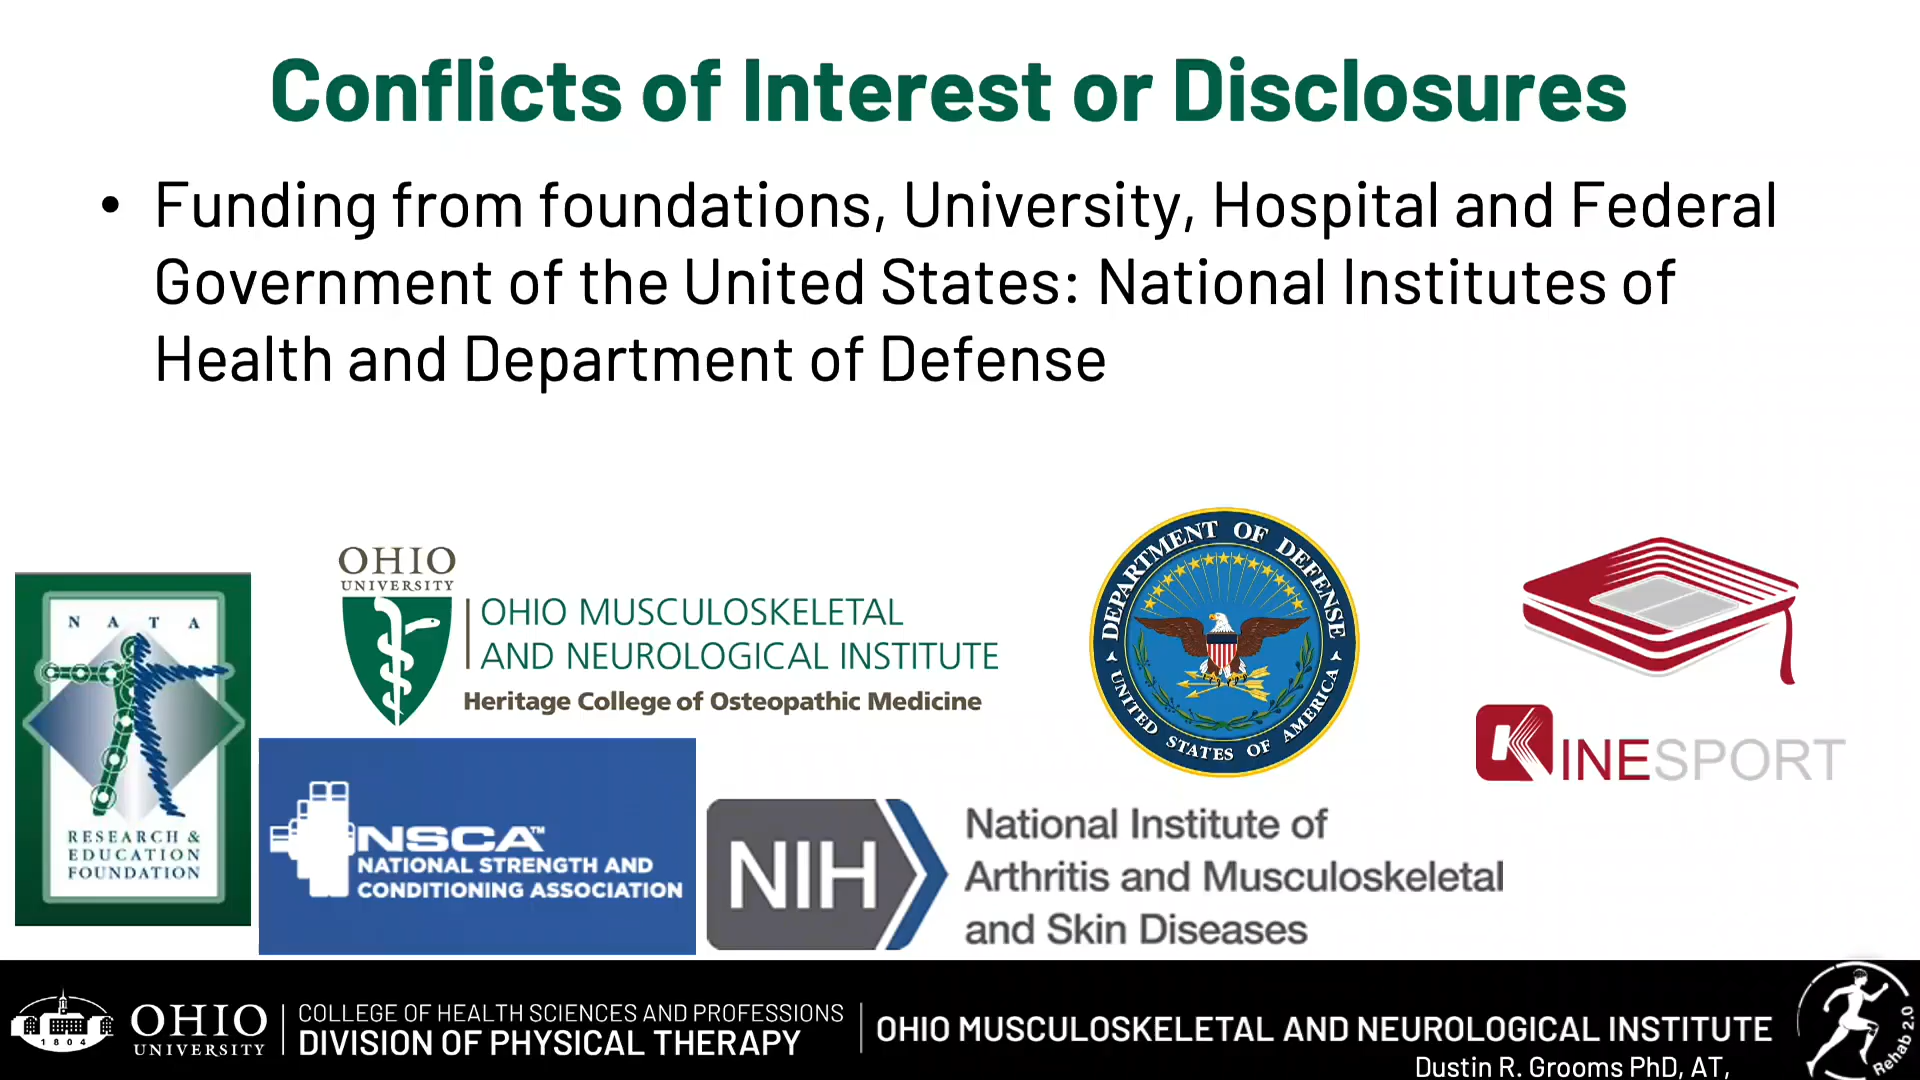 Conflicts of Interest or Disclosures
• Funding from foundations, University, Hospital and Federal
Government of the United States: National Institutes of
Health and Department of Defense
NATA
RESEARCH &
EDUCATION
FOUNDATION
OHIO
UNIVERSITY
OHIO MUSCULOSKELETAL
AND NEUROLOGICAL INSTITUTE
Heritage College of Osteopathic Medicine
DEPARTMENT OF DEFENSE
UNITED STATES OF AMERICA
KINESPORT
NSCA™
NATIONAL STRENGTH AND
CONDITIONING ASSOCIATION
NIH
National Institute of
Arthritis and Musculoskeletal
and Skin Diseases
1804
OHIO
UNIVERSITY
COLLEGE OF HEALTH SCIENCES AND PROFESSIONS
DIVISION OF PHYSICAL THERAPY
OHIO MUSCULOSKELETAL AND NEUROLOGICAL INSTITUTE
Dustin R. Grooms PhD, AT,
Rehab 2.0